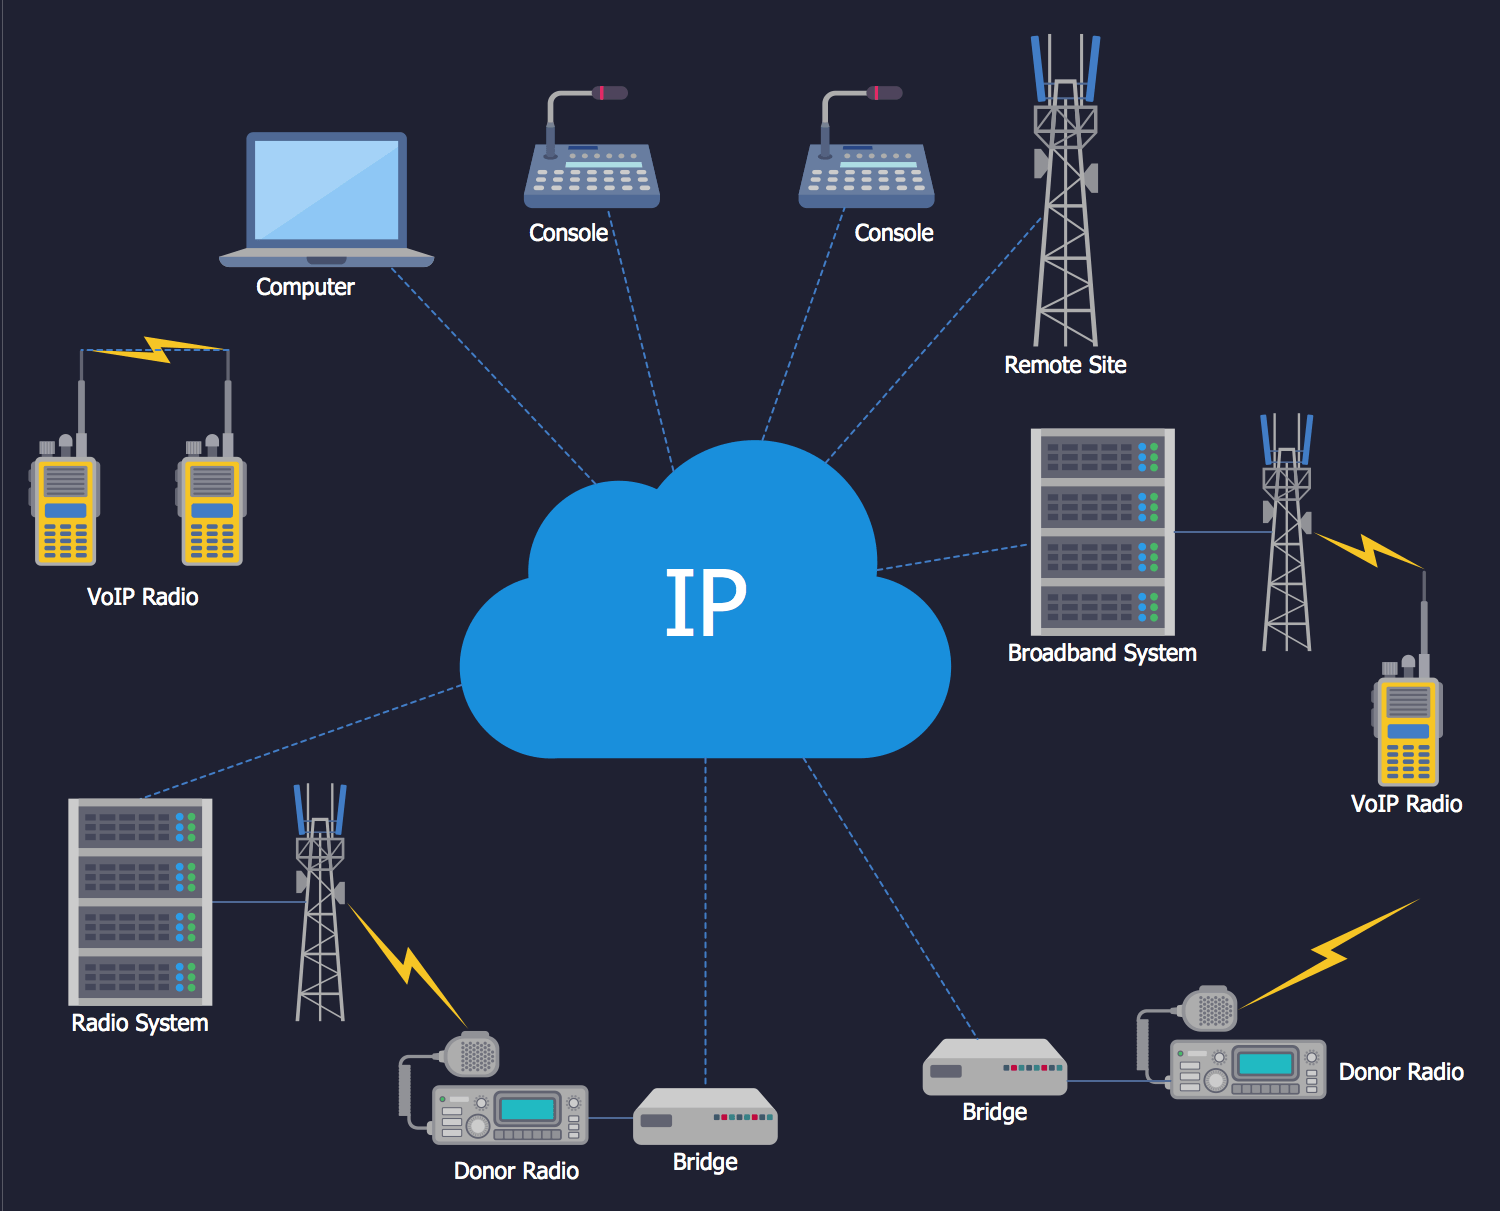 Console
Console
Computer
Remote Site
VoIP Radio
IP
Broadband System
VoIP Radio
Radio System
Donor Radio
Bridge
Bridge
Donor Radio